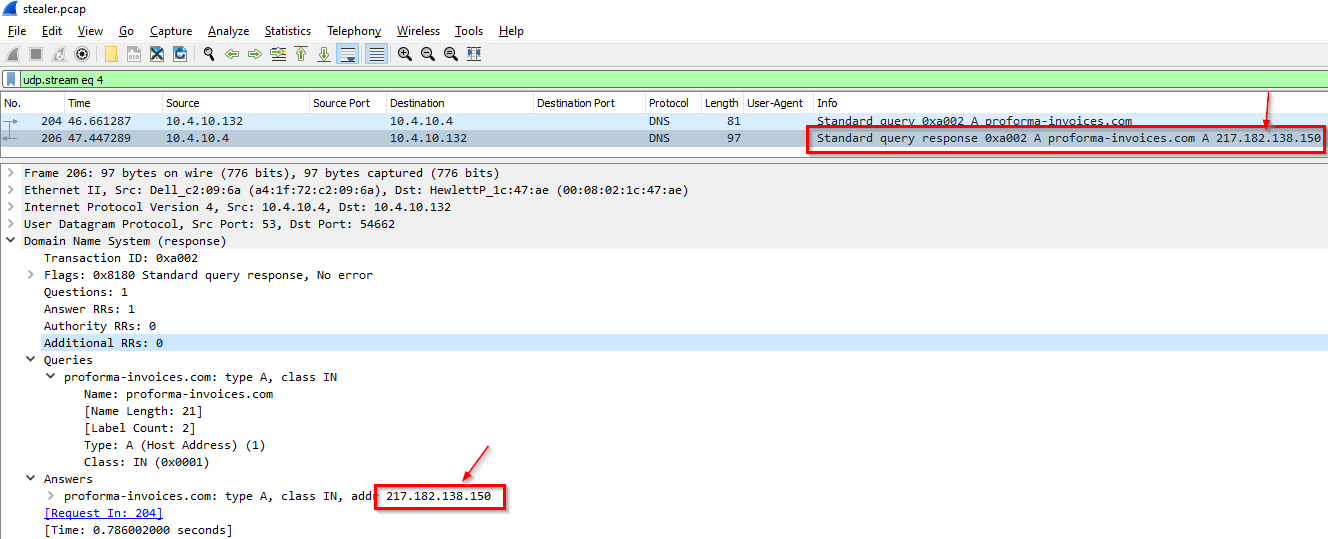 stealer.pcap
File Edit View Go Capture Analyze Statistics Telephony Wireless Tools Help
udp.stream eq 4
No. Time Source Source Port Destination Destination Port Protocol Length User-Agent Info
204 46.661287 10.4.10.132 10.4.10.4 DNS 81 Standard query 0xa002 A proforma-invoices.com
206 47.447289 10.4.10.4 10.4.10.132 DNS 97 Standard query response 0xa002 A proforma-invoices.com A 217.182.138.150
Frame 206: 97 bytes on wire (776 bits), 97 bytes captured (776 bits)
Ethernet II, Src: Dell_c2:09:6a (a4:1f:72:c2:09:6a), Dst: HewlettP_1c:47:ae (00:08:02:1c:47:ae)
Internet Protocol Version 4, Src: 10.4.10.4, Dst: 10.4.10.132
User Datagram Protocol, Src Port: 53, Dst Port: 54662
Domain Name System (response)
Transaction ID: 0xa002
Flags: 0x8180 Standard query response, No error
Questions: 1
Answer RRs: 1
Authority RRs: 0
Additional RRs: 0
Queries
proforma-invoices.com: type A, class IN
Name: proforma-invoices.com
[Name Length: 21]
[Label Count: 2]
Type: A (Host Address) (1)
Class: IN (0x0001)
Answers
proforma-invoices.com: type A, class IN, addr 217.182.138.150
[Request In: 204]
[Time: 0.786002000 seconds]